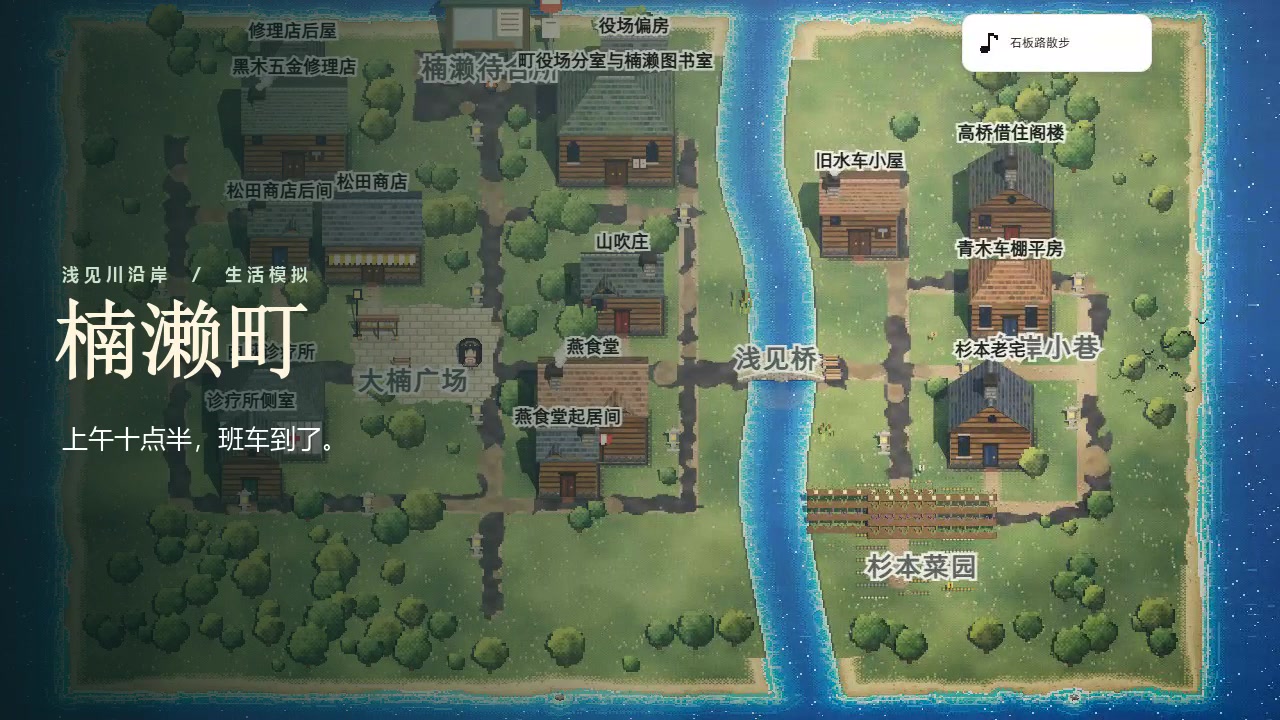 修理店后屋
役场偏房
石板路散步
黑木五金修理店
楠濑待合所
町役场分室与楠濑图书室
高桥借住阁楼
旧水车小屋
松田商店后间
松田商店
山吹庄
青木车棚平房
浅见川沿岸 / 生活模拟
楠濑町
诊疗所
燕食堂
浅见桥
杉本老宅
岸小巷
大楠广场
诊疗所侧室
燕食堂起居间
上午十点半，班车到了。
杉本菜园